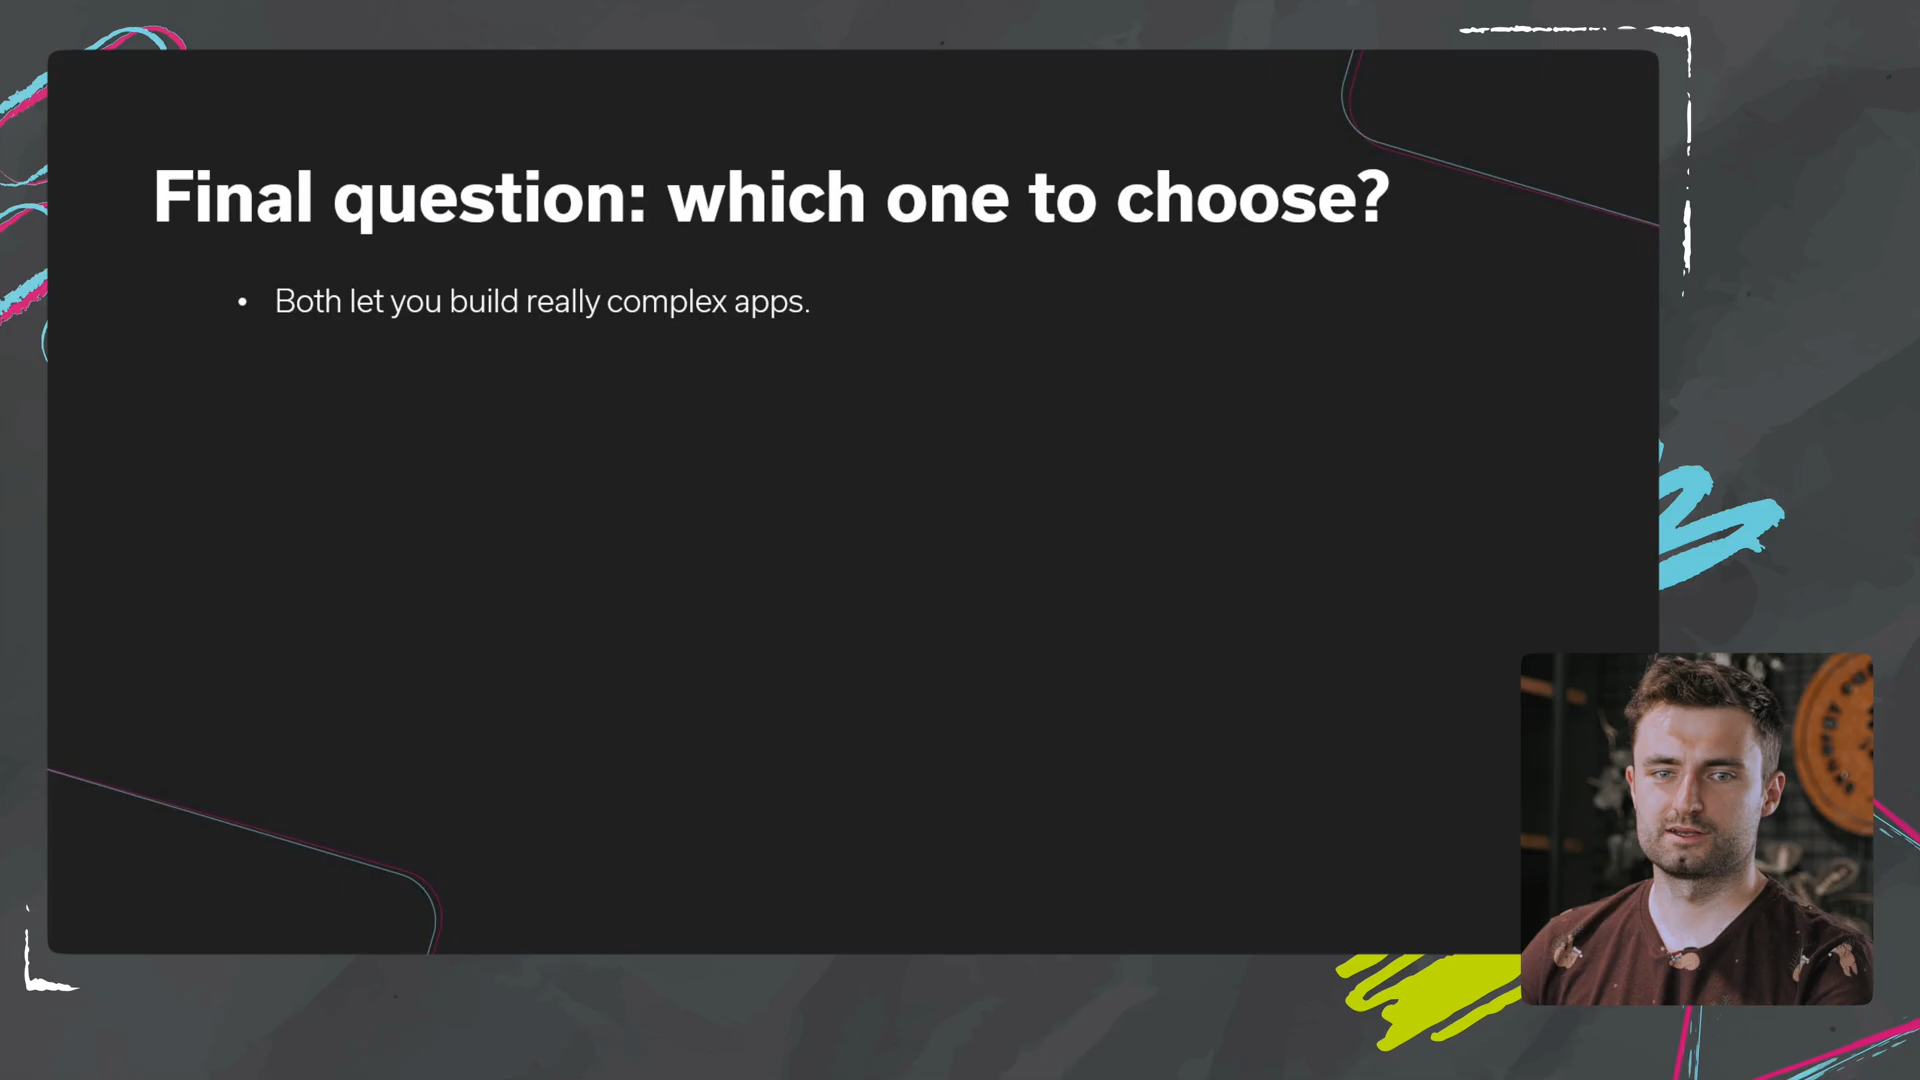 Final question: which one to choose?
• Both let you build really complex apps.